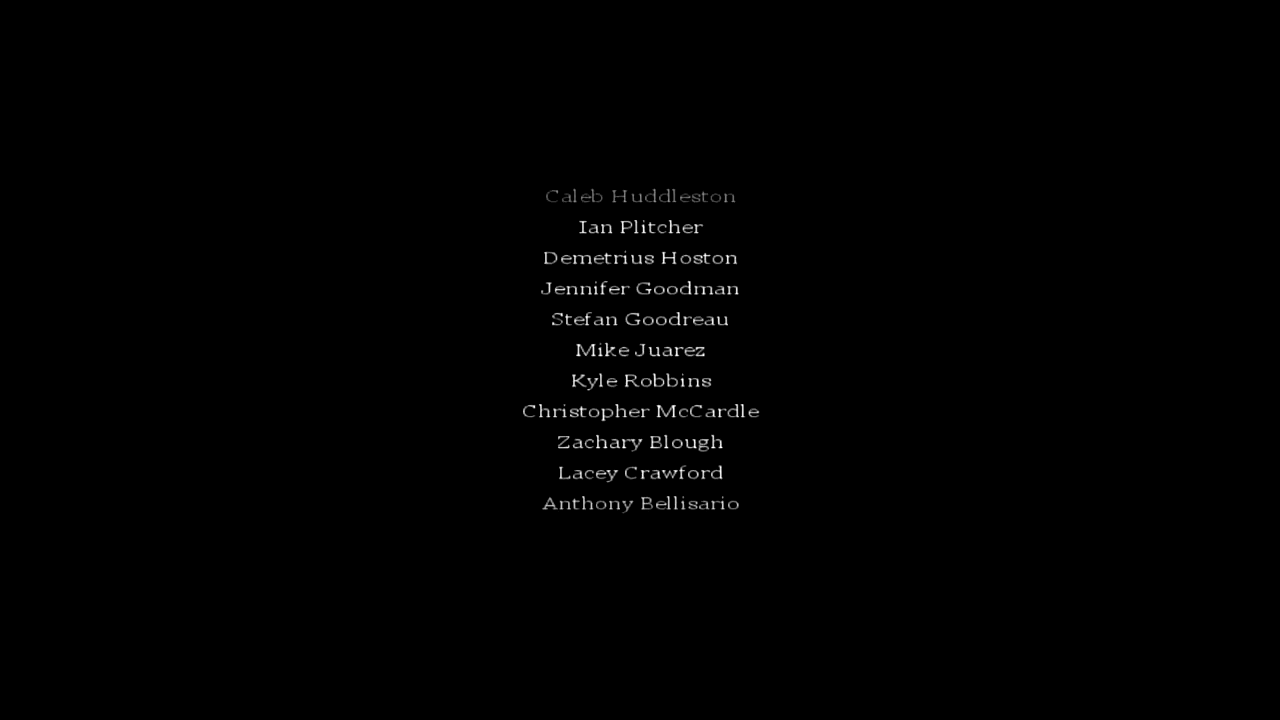 Caleb Huddleston
Ian Plitcher
Demetrius Hoston
Jennifer Goodman
Stefan Goodreau
Mike Juarez
Kyle Robbins
Christopher McCardle
Zachary Blough
Lacey Crawford
Anthony Bellisario